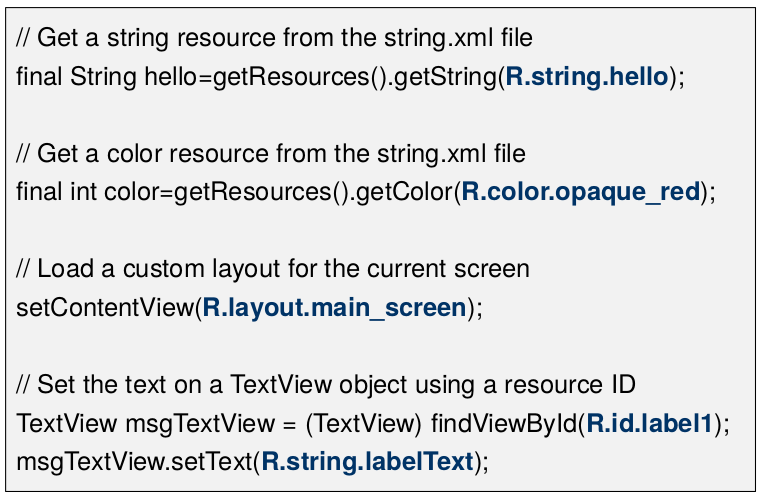 // Get a string resource from the string.xml file
final String hello=getResources().getString(R.string.hello);
// Get a color resource from the string.xml file
final int color=getResources().getColor(R.color.opaque_red);
// Load a custom layout for the current screen
setContentView(R.layout.main_screen);
// Set the text on a TextView object using a resource ID
TextView msgTextView = (TextView) findViewById(R.id.label1);
msgTextView.setText(R.string.labelText);